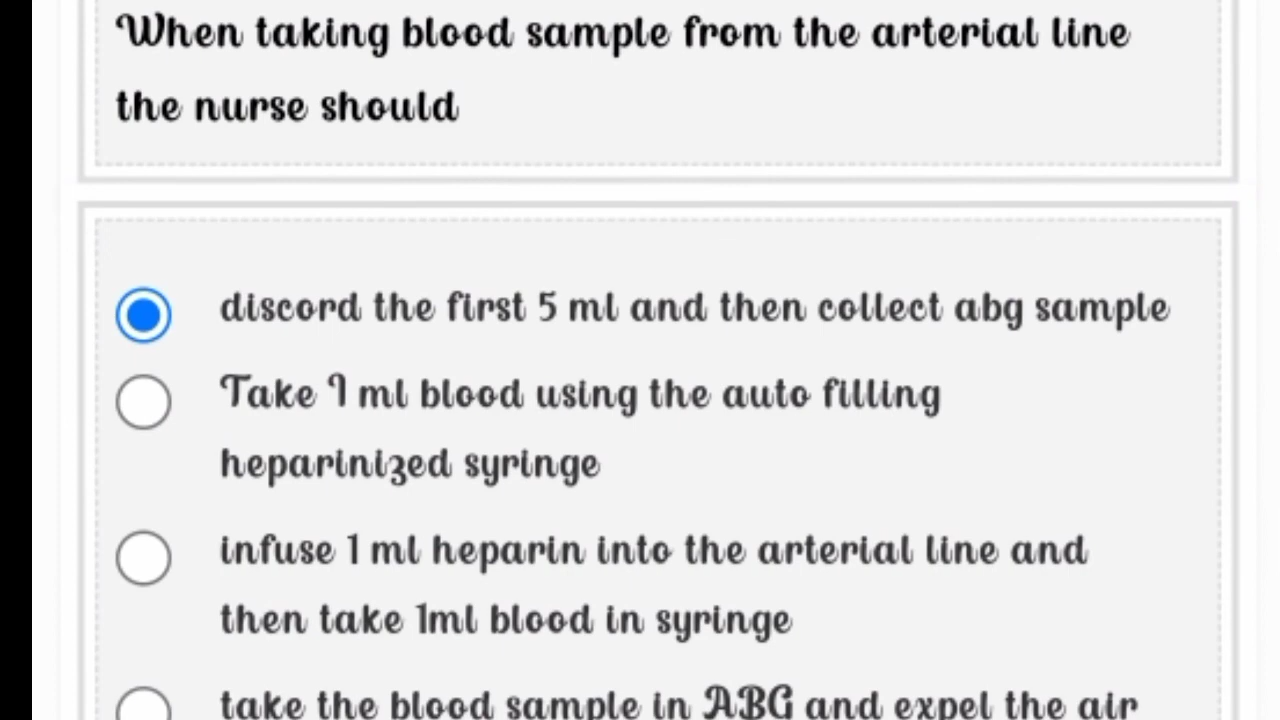 When taking blood sample from the arterial line
the nurse should
discord the first 5 ml and then collect abg sample
Take 1 ml blood using the auto filling
heparinized syringe
infuse 1 ml heparin into the arterial line and
then take 1ml blood in syringe
take the blood sample in ABG and expel the air